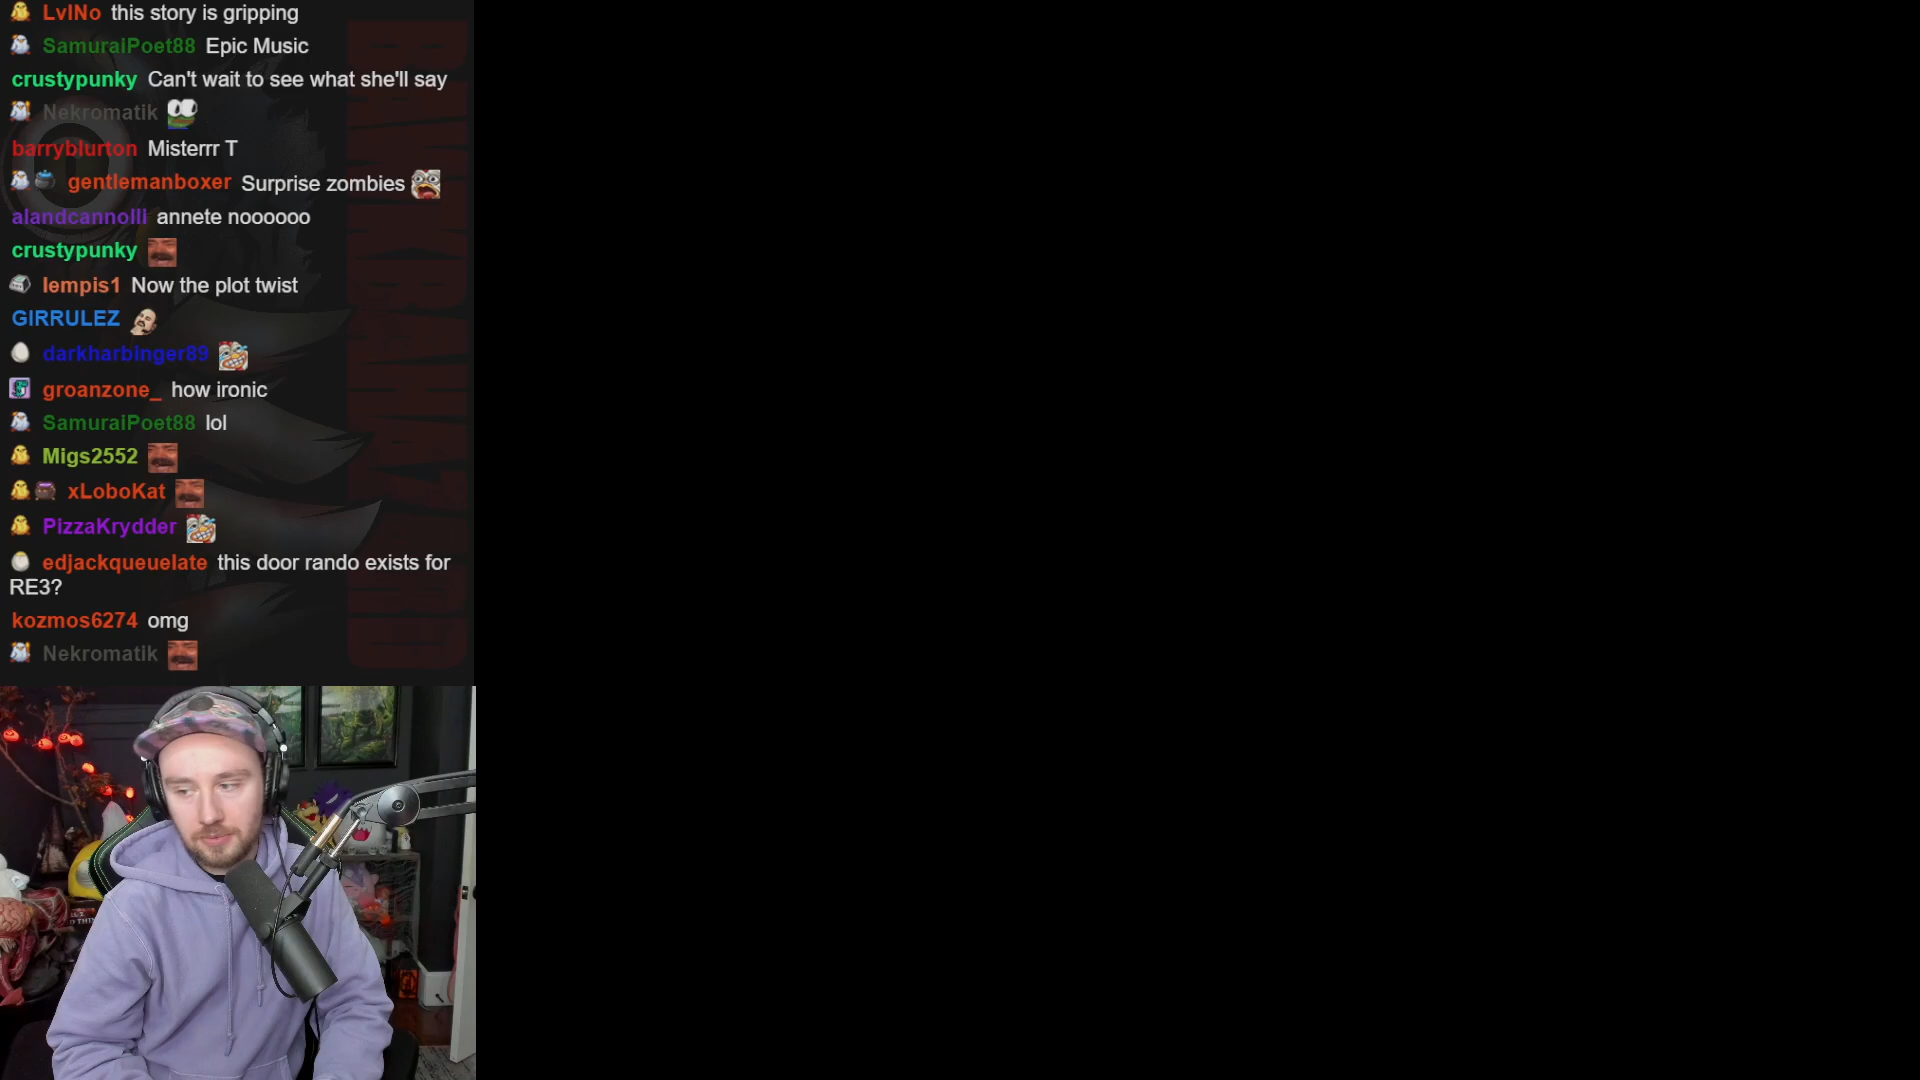 LvlNo this story is gripping
SamuraiPoet88 Epic Music
crustypunky Can't wait to see what she'll say
Nekromatik
barryblurton Misterrr T
gentlemanboxer Surprise zombies
alandcannolli annete noooooo
crustypunky
lempis1 Now the plot twist
GIRRULEZ
darkharbinger89
groanzone_ how ironic
SamuraiPoet88 lol
Migs2552
xLoboKat
PizzaKrydder
edjackqueuelate this door rando exists for
RE3?
kozmos6274 omg
Nekromatik